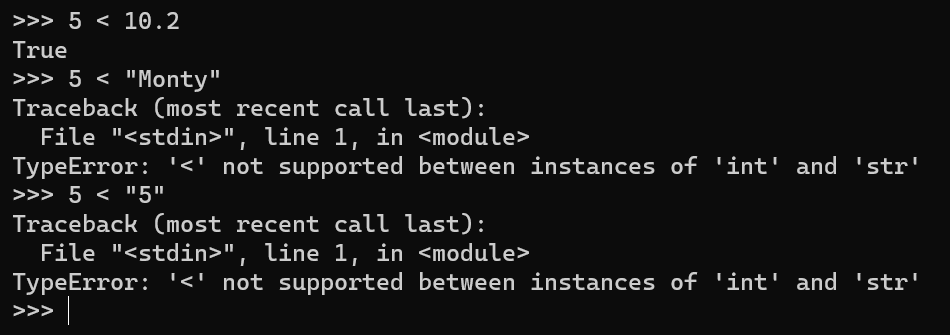 >>> 5 < 10.2
True
>>> 5 < "Monty"
Traceback (most recent call last):
  File "<stdin>", line 1, in <module>
TypeError: '<' not supported between instances of 'int' and 'str'
>>> 5 < "5"
Traceback (most recent call last):
  File "<stdin>", line 1, in <module>
TypeError: '<' not supported between instances of 'int' and 'str'
>>>